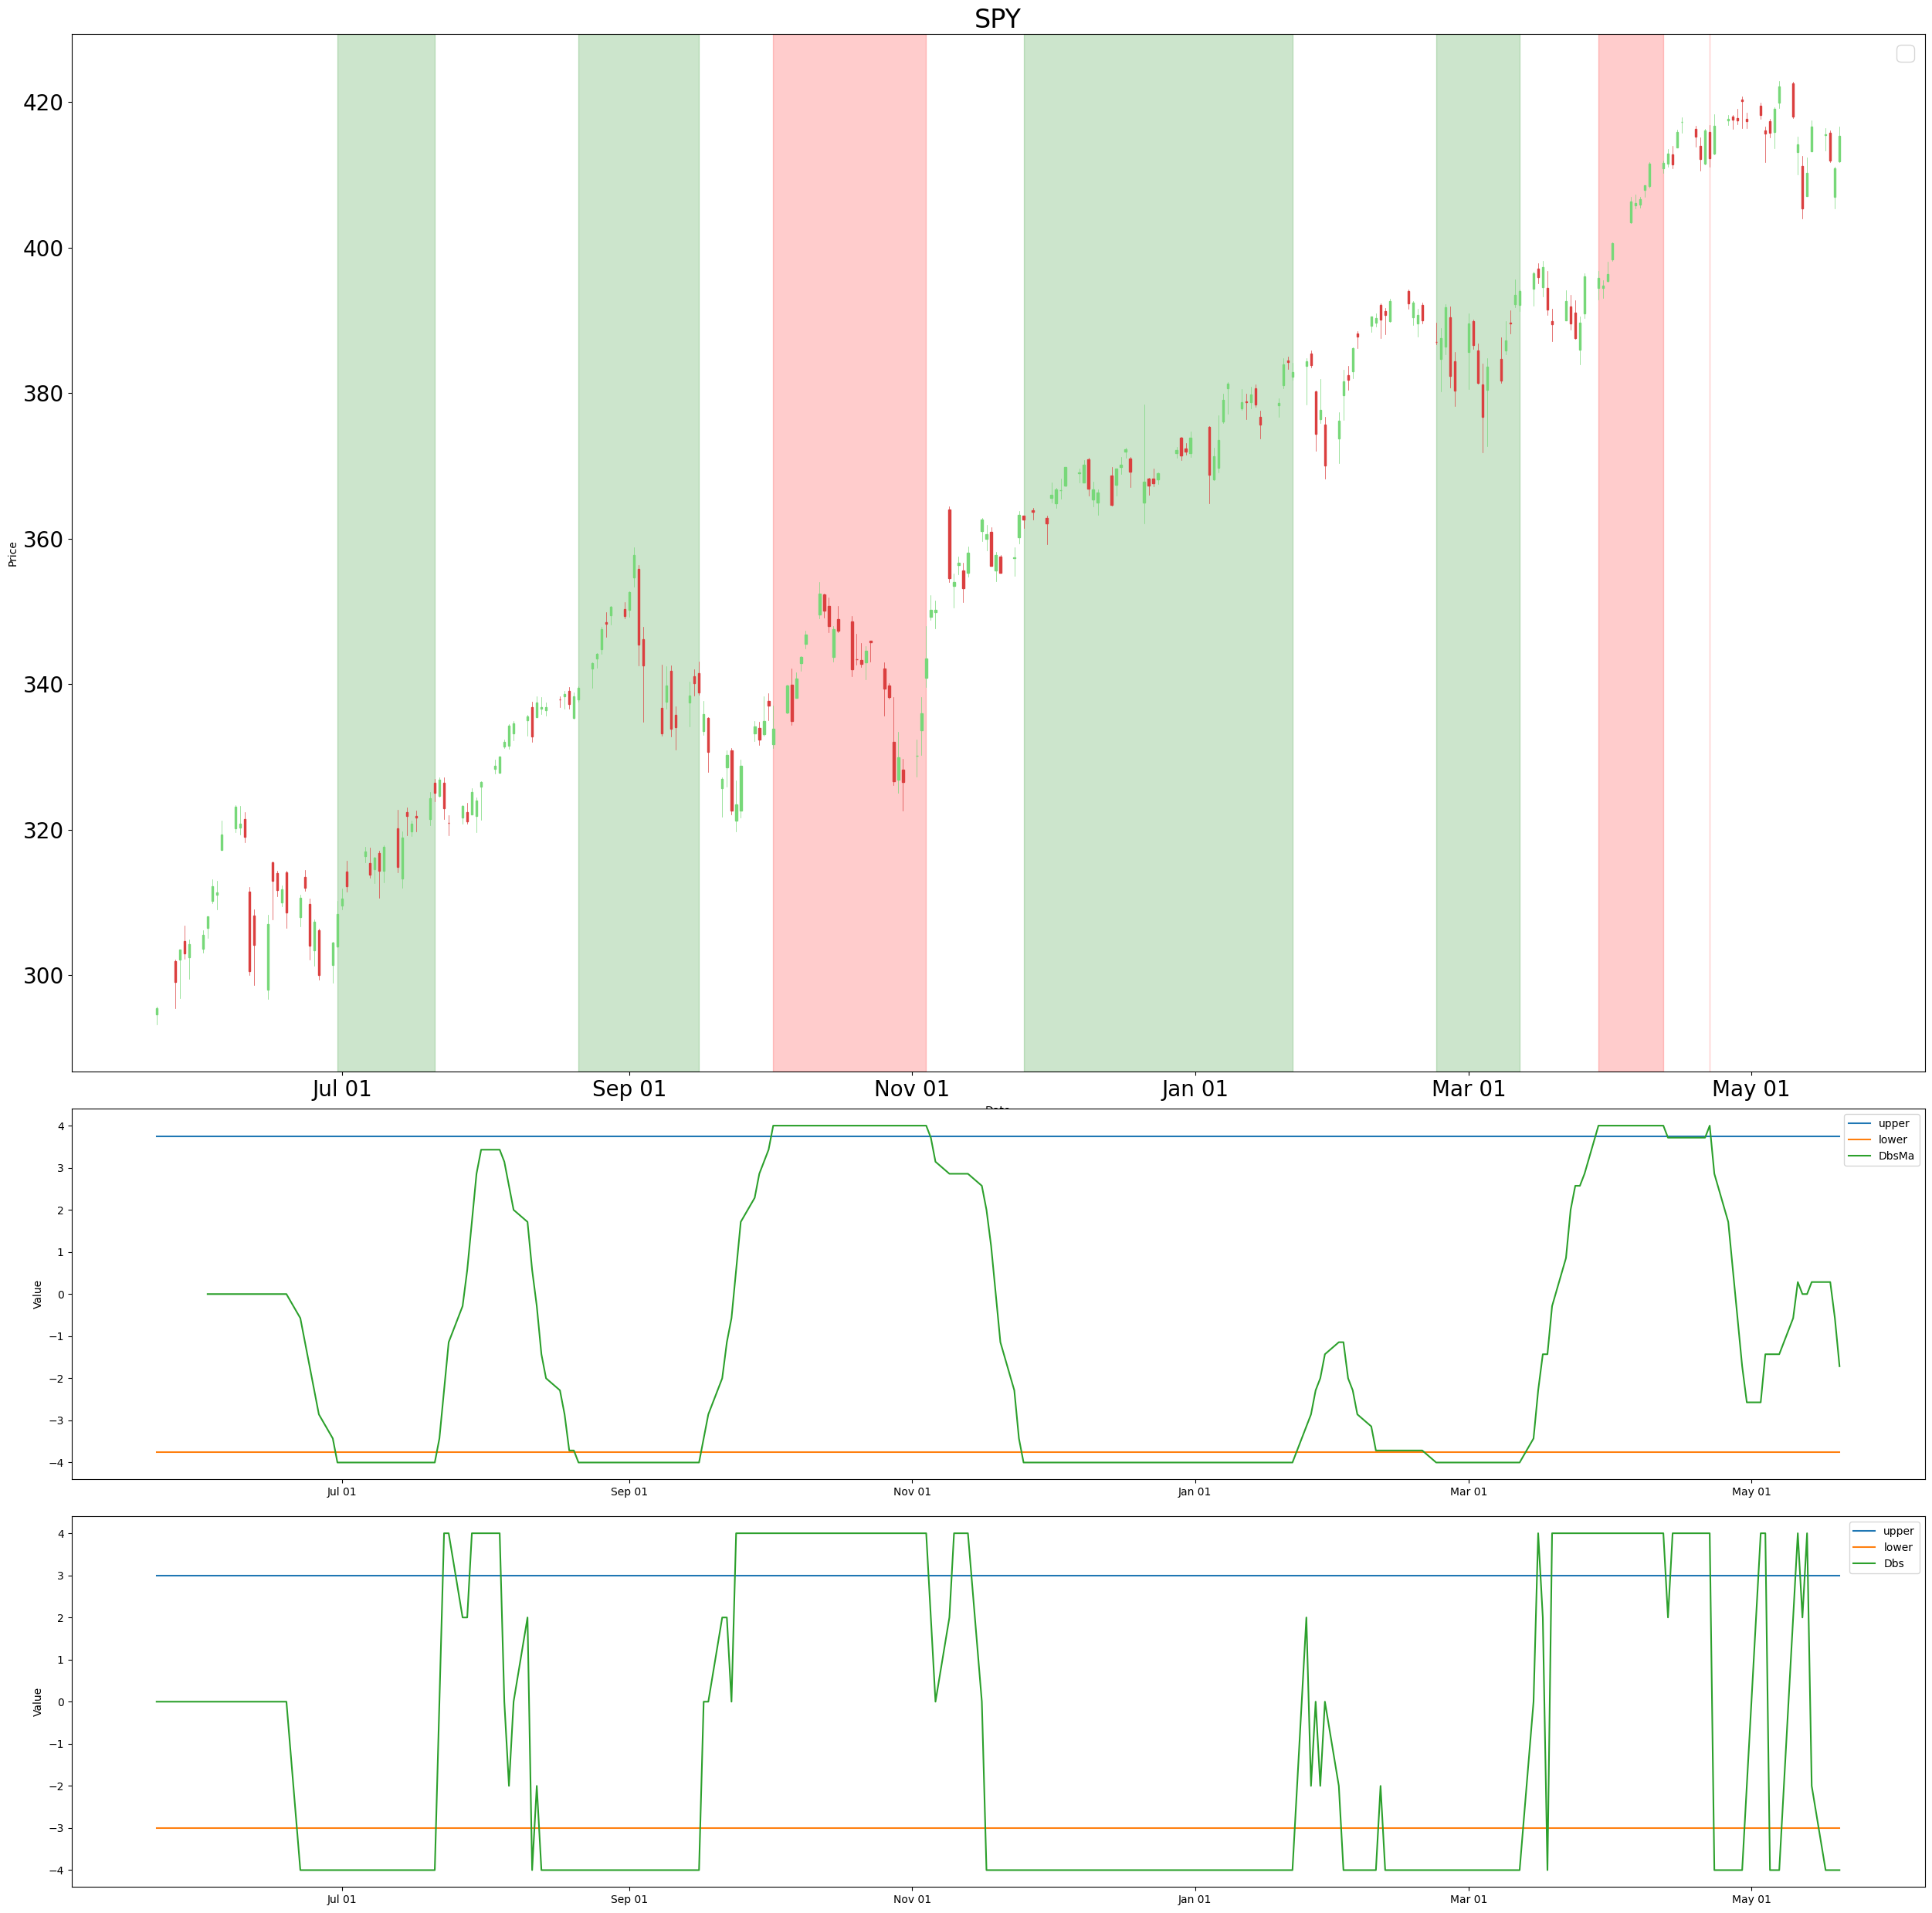 SPY
420
400
380
360
340
320
300
Price
Jul 01
Sep 01
Nov 01
Jan 01
Mar 01
May 01
4
3
2
1
0
−1
−2
−3
−4
Value
upper
lower
DbsMa
Jul 01
Sep 01
Nov 01
Jan 01
Mar 01
May 01
4
3
2
1
0
−1
−2
−3
−4
Value
upper
lower
Dbs
Jul 01
Sep 01
Nov 01
Jan 01
Mar 01
May 01